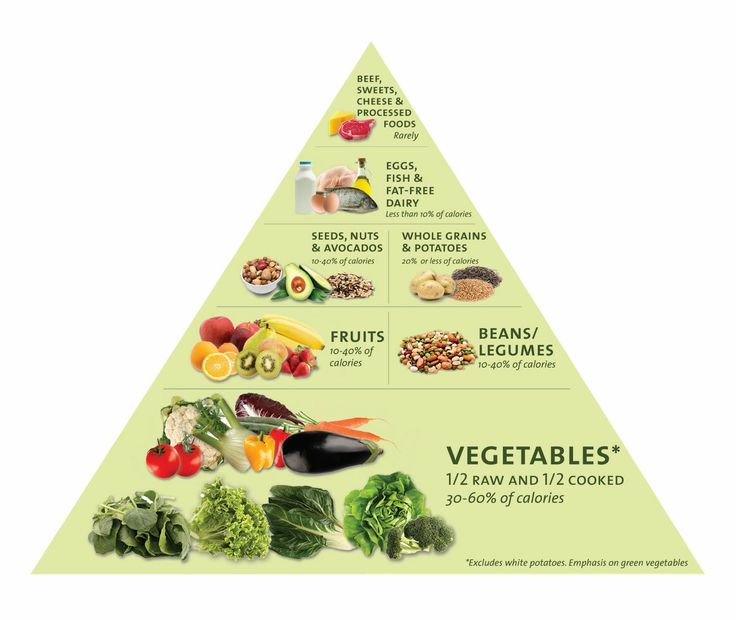 BEEF,
SWEETS,
CHEESE &
PROCESSED
FOODS
Rarely
EGGS,
FISH &
FAT-FREE
DAIRY
Less than 10% of calories
SEEDS, NUTS
& AVOCADOS
10-40% of calories
WHOLE GRAINS
& POTATOES
20% or less of calories
FRUITS
10-40% of
calories
BEANS/
LEGUMES
10-40% of calories
VEGETABLES*
1/2 RAW AND 1/2 COOKED
30-60% of calories
*Excludes white potatoes. Emphasis on green vegetables